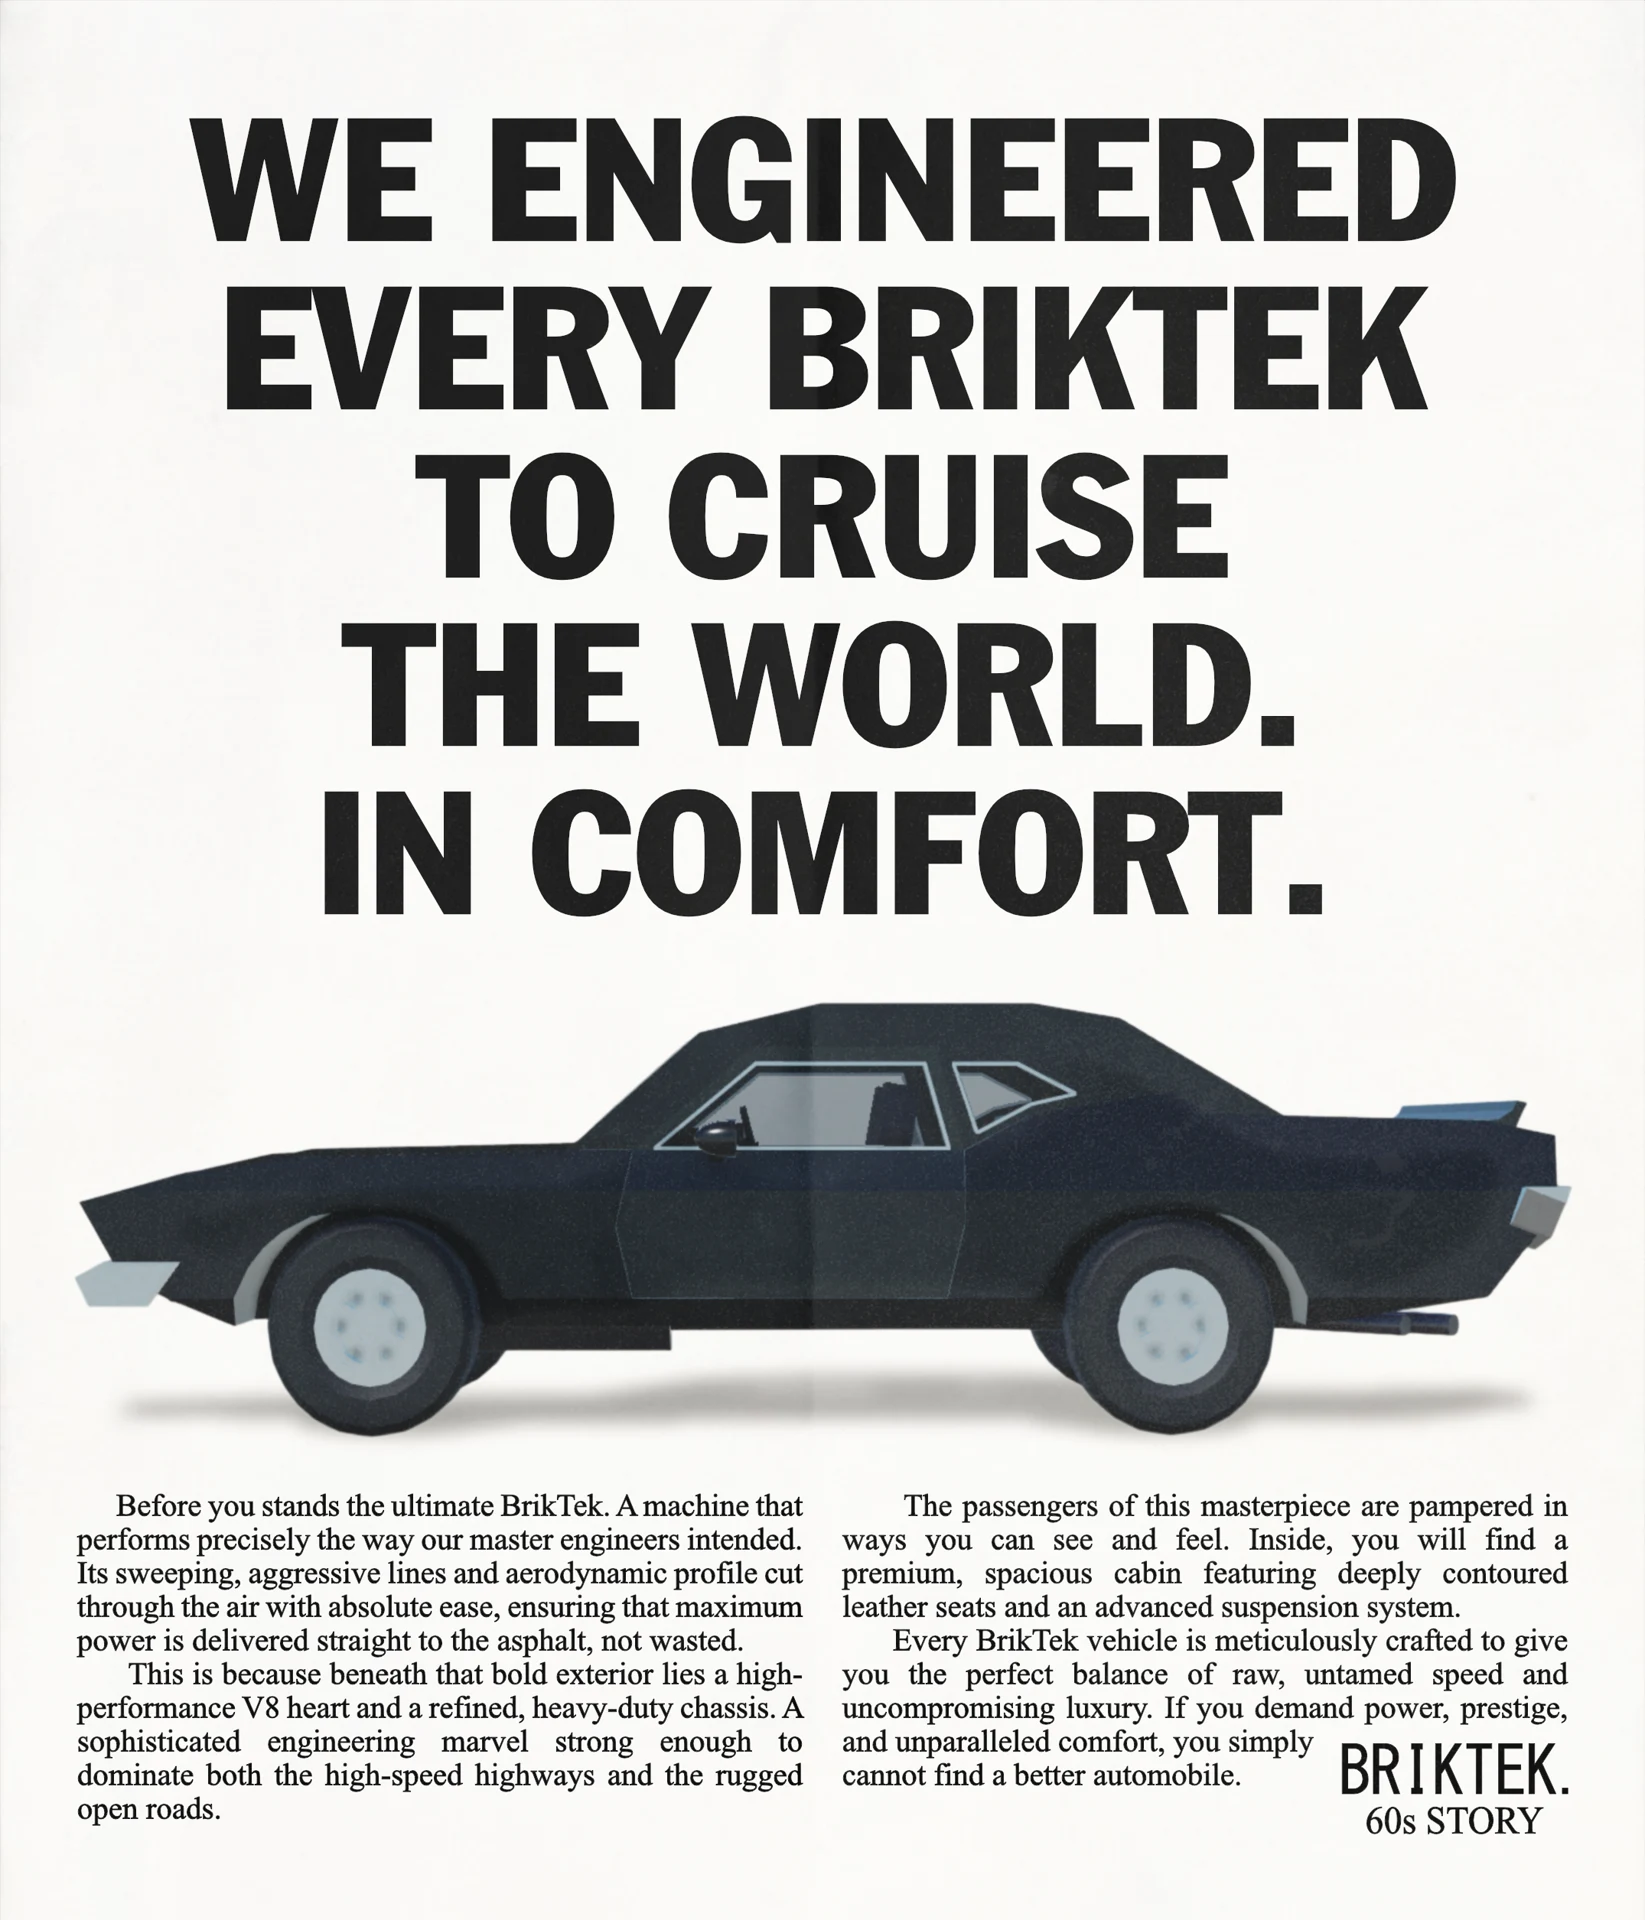 WE ENGINEERED
EVERY BRIKTEK
TO CRUISE
THE WORLD.
IN COMFORT.
Before you stands the ultimate BrikTek. A machine that
performs precisely the way our master engineers intended.
Its sweeping, aggressive lines and aerodynamic profile cut
through the air with absolute ease, ensuring that maximum
power is delivered straight to the asphalt, not wasted.
This is because beneath that bold exterior lies a high-
performance V8 heart and a refined, heavy-duty chassis. A
sophisticated engineering marvel strong enough to
dominate both the high-speed highways and the rugged
open roads.
The passengers of this masterpiece are pampered in
ways you can see and feel. Inside, you will find a
premium, spacious cabin featuring deeply contoured
leather seats and an advanced suspension system.
Every BrikTek vehicle is meticulously crafted to give
you the perfect balance of raw, untamed speed and
uncompromising luxury. If you demand power, prestige,
and unparalleled comfort, you simply
cannot find a better automobile.
BRIKTEK.
60s STORY